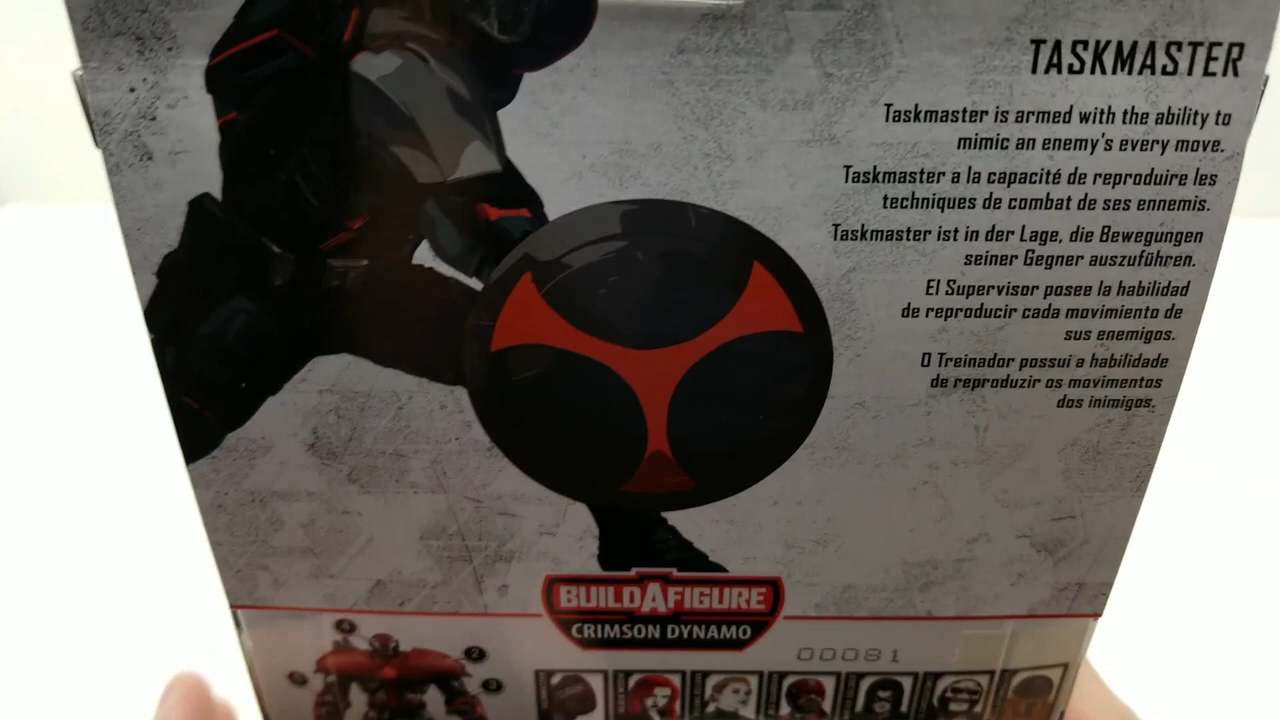 TASKMASTER
Taskmaster is armed with the ability to
mimic an enemy's every move.
Taskmaster a la capacité de reproduire les
techniques de combat de ses ennemis.
Taskmaster ist in der Lage, die Bewegungen
seiner Gegner auszuführen.
El Supervisor posee la habilidad
de reproducir cada movimiento de
sus enemigos.
O Treinador possui a habilidade
de reproduzir os movimentos
dos inimigos.
BUILDAFIGURE
CRIMSON DYNAMO
00081
4
2
3